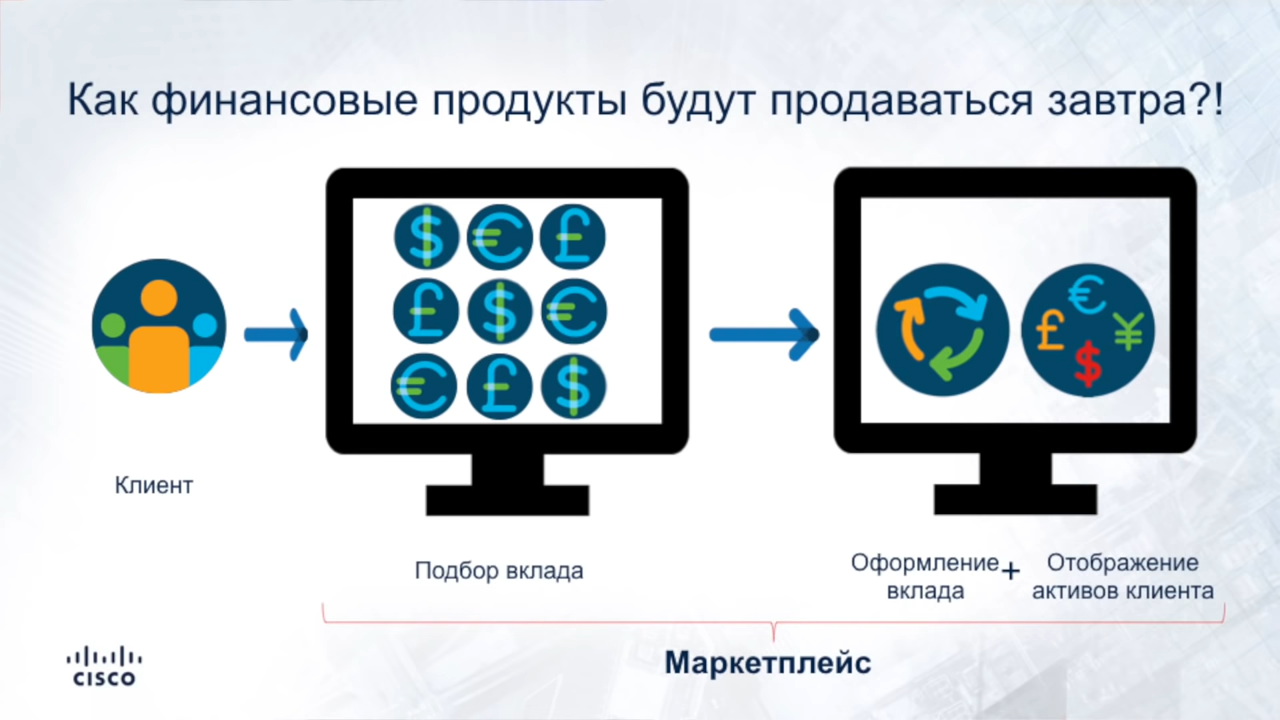 Как финансовые продукты будут продаваться завтра?!
$ € £
£ $ €
€ £ $
€
£ ¥
$
Клиент
Подбор вклада
Оформление
вклада
+
Отображение
активов клиента
Маркетплейс
CISCO